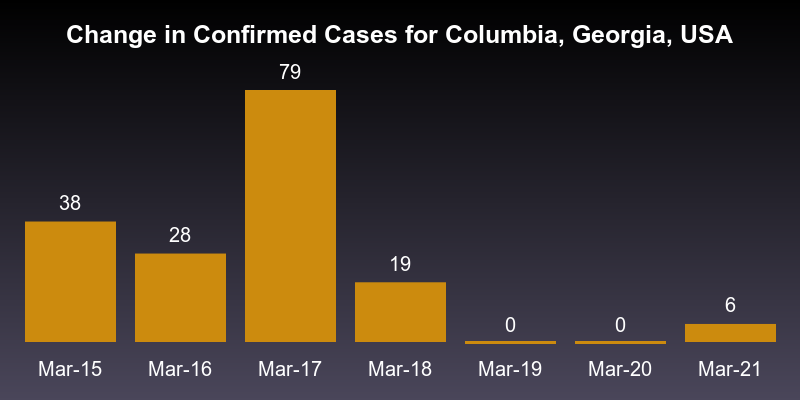 Change in Confirmed Cases for Columbia, Georgia, USA
79
38
28
19
0
0
6
Mar-15
Mar-16
Mar-17
Mar-18
Mar-19
Mar-20
Mar-21